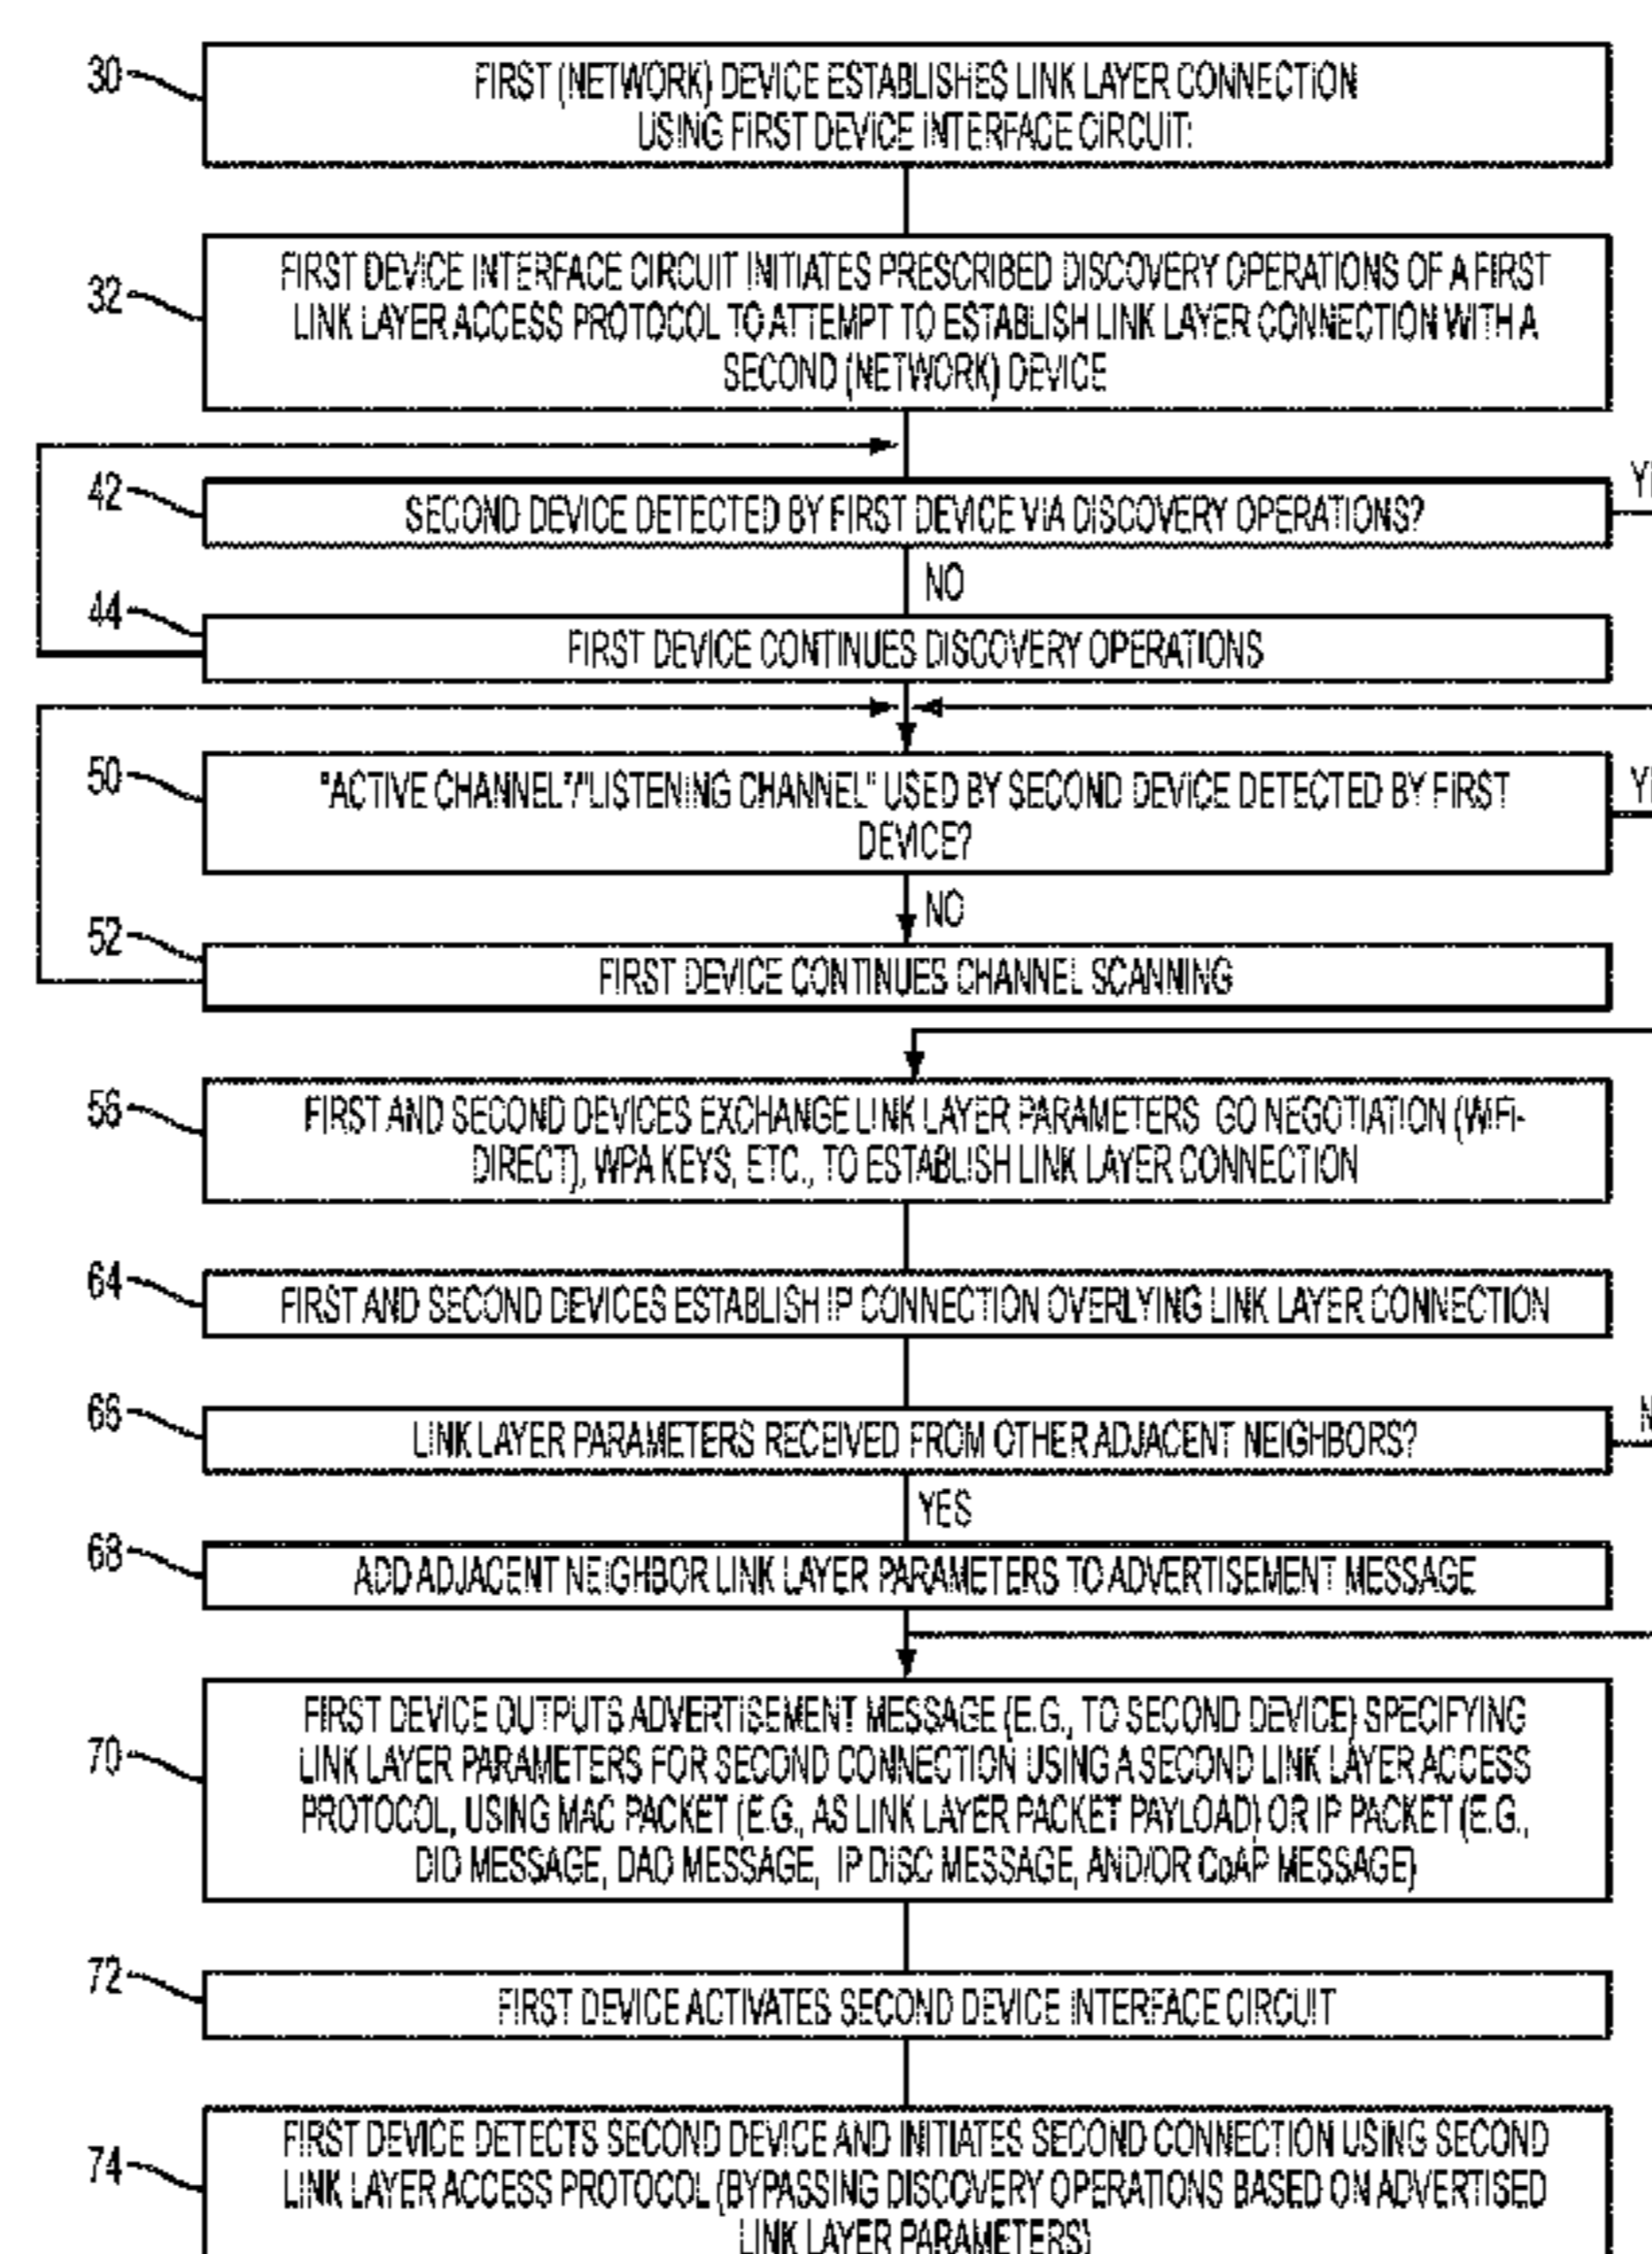 30
FIRST (NETWORK) DEVICE ESTABLISHES LINK LAYER CONNECTION
USING FIRST DEVICE INTERFACE CIRCUIT:
32
FIRST DEVICE INTERFACE CIRCUIT INITIATES PRESCRIBED DISCOVERY OPERATIONS OF A FIRST
LINK LAYER ACCESS PROTOCOL TO ATTEMPT TO ESTABLISH LINK LAYER CONNECTION WITH A
SECOND (NETWORK) DEVICE
42
SECOND DEVICE DETECTED BY FIRST DEVICE VIA DISCOVERY OPERATIONS?
NO
44
FIRST DEVICE CONTINUES DISCOVERY OPERATIONS
50
"ACTIVE CHANNEL"/"LISTENING CHANNEL" USED BY SECOND DEVICE DETECTED BY FIRST
DEVICE?
NO
52
FIRST DEVICE CONTINUES CHANNEL SCANNING
56
FIRST AND SECOND DEVICES EXCHANGE LINK LAYER PARAMETERS GO NEGOTIATION (WIFI-
DIRECT), WPA KEYS, ETC., TO ESTABLISH LINK LAYER CONNECTION
64
FIRST AND SECOND DEVICES ESTABLISH IP CONNECTION OVERLYING LINK LAYER CONNECTION
66
LINK LAYER PARAMETERS RECEIVED FROM OTHER ADJACENT NEIGHBORS?
YES
68
ADD ADJACENT NEIGHBOR LINK LAYER PARAMETERS TO ADVERTISEMENT MESSAGE
70
FIRST DEVICE OUTPUTS ADVERTISEMENT MESSAGE (E.G., TO SECOND DEVICE) SPECIFYING
LINK LAYER PARAMETERS FOR SECOND CONNECTION USING A SECOND LINK LAYER ACCESS
PROTOCOL, USING MAC PACKET (E.G., AS LINK LAYER PACKET PAYLOAD) OR IP PACKET (E.G.,
DIO MESSAGE, DAO MESSAGE, IP DISC MESSAGE, AND/OR CoAP MESSAGE)
72
FIRST DEVICE ACTIVATES SECOND DEVICE INTERFACE CIRCUIT
74
FIRST DEVICE DETECTS SECOND DEVICE AND INITIATES SECOND CONNECTION USING SECOND
LINK LAYER ACCESS PROTOCOL (BYPASSING DISCOVERY OPERATIONS BASED ON ADVERTISED
LINK LAYER PARAMETERS)